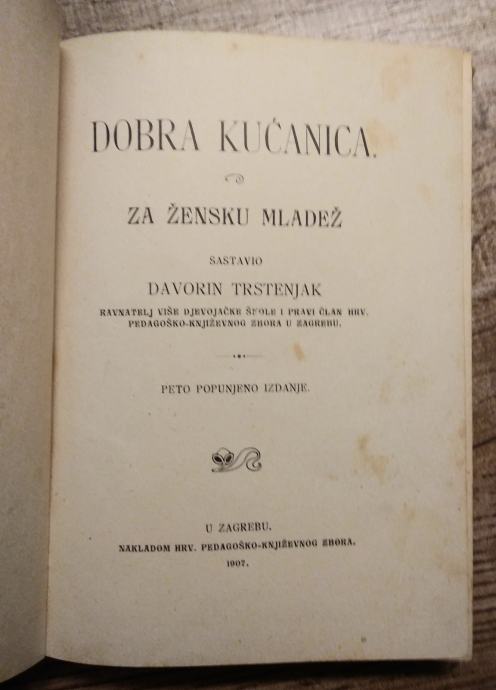 DOBRA KUĆANICA.
ZA ŽENSKU MLADEŽ
SASTAVIO
DAVORIN TRSTENJAK
RAVNATELJ VIŠE DJEVOJAČKE ŠKOLE I PRAVI ČLAN HRV.
PEDAGOŠKO-KNJIŽEVNOG ZBORA U ZAGREBU.
PETO POPUNJENO IZDANJE.
U ZAGREBU.
NAKLADOM HRV. PEDAGOŠKO-KNJIŽEVNOG ZBORA.
1907.